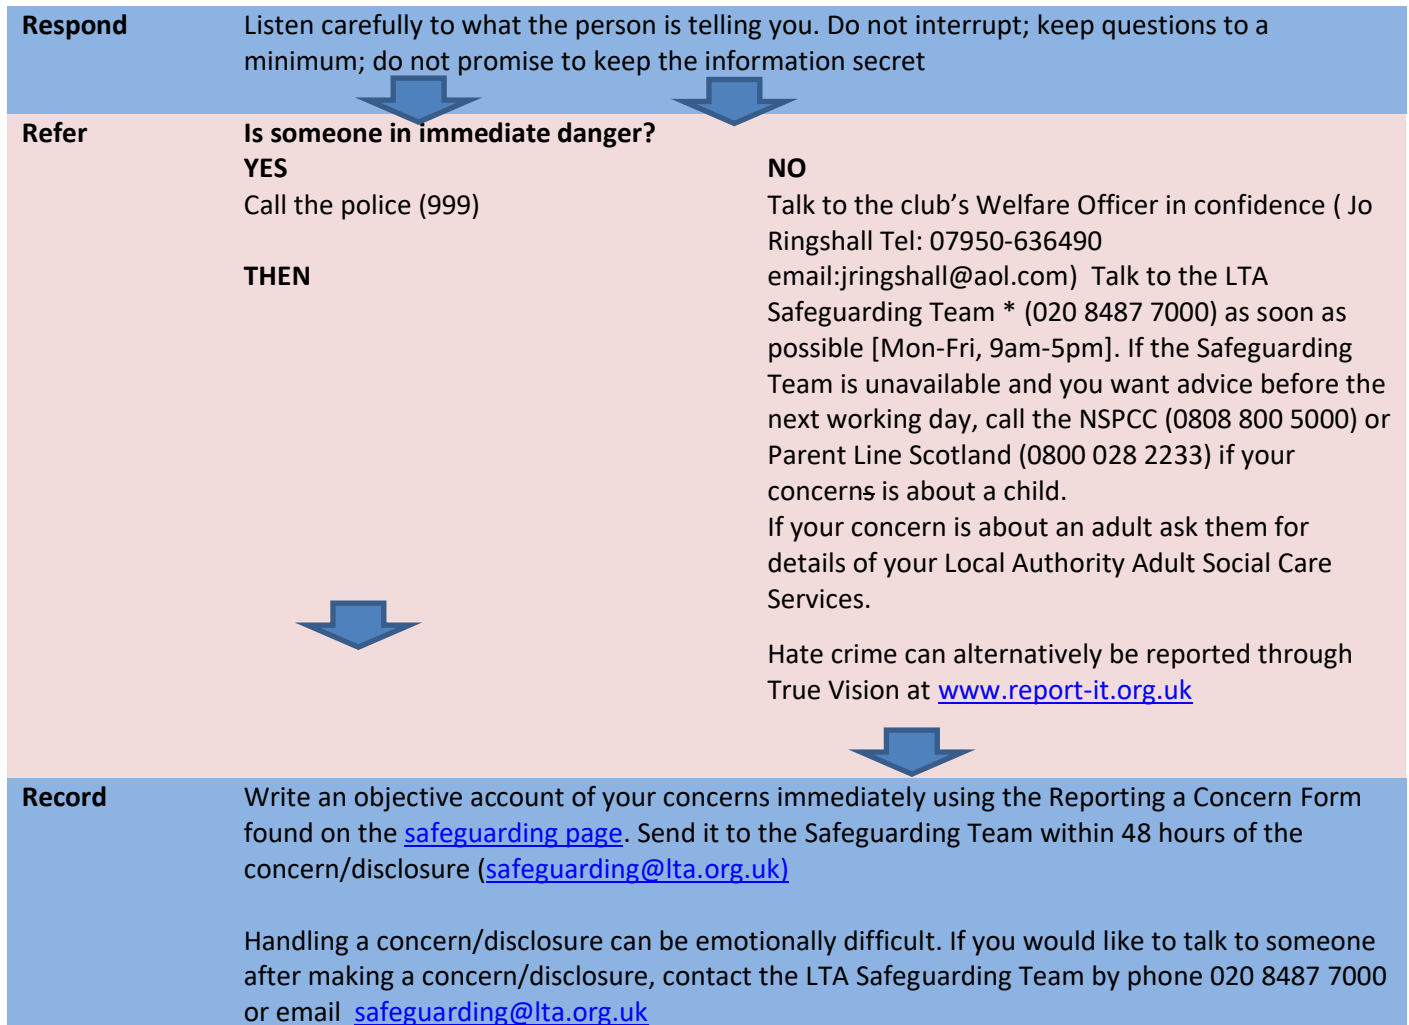 Respond
Listen carefully to what the person is telling you. Do not interrupt; keep questions to a
minimum; do not promise to keep the information secret
Refer
Is someone in immediate danger?
YES
Call the police (999)
THEN
NO
Talk to the club’s Welfare Officer in confidence ( Jo
Ringshall Tel: 07950-636490
email:jringshall@aol.com)  Talk to the LTA
Safeguarding Team * (020 8487 7000) as soon as
possible [Mon-Fri, 9am-5pm]. If the Safeguarding
Team is unavailable and you want advice before the
next working day, call the NSPCC (0808 800 5000) or
Parent Line Scotland (0800 028 2233) if your
concerns is about a child.
If your concern is about an adult ask them for
details of your Local Authority Adult Social Care
Services.
Hate crime can alternatively be reported through
True Vision at www.report-it.org.uk
Record
Write an objective account of your concerns immediately using the Reporting a Concern Form
found on the safeguarding page. Send it to the Safeguarding Team within 48 hours of the
concern/disclosure (safeguarding@lta.org.uk)
Handling a concern/disclosure can be emotionally difficult. If you would like to talk to someone
after making a concern/disclosure, contact the LTA Safeguarding Team by phone 020 8487 7000
or email  safeguarding@lta.org.uk